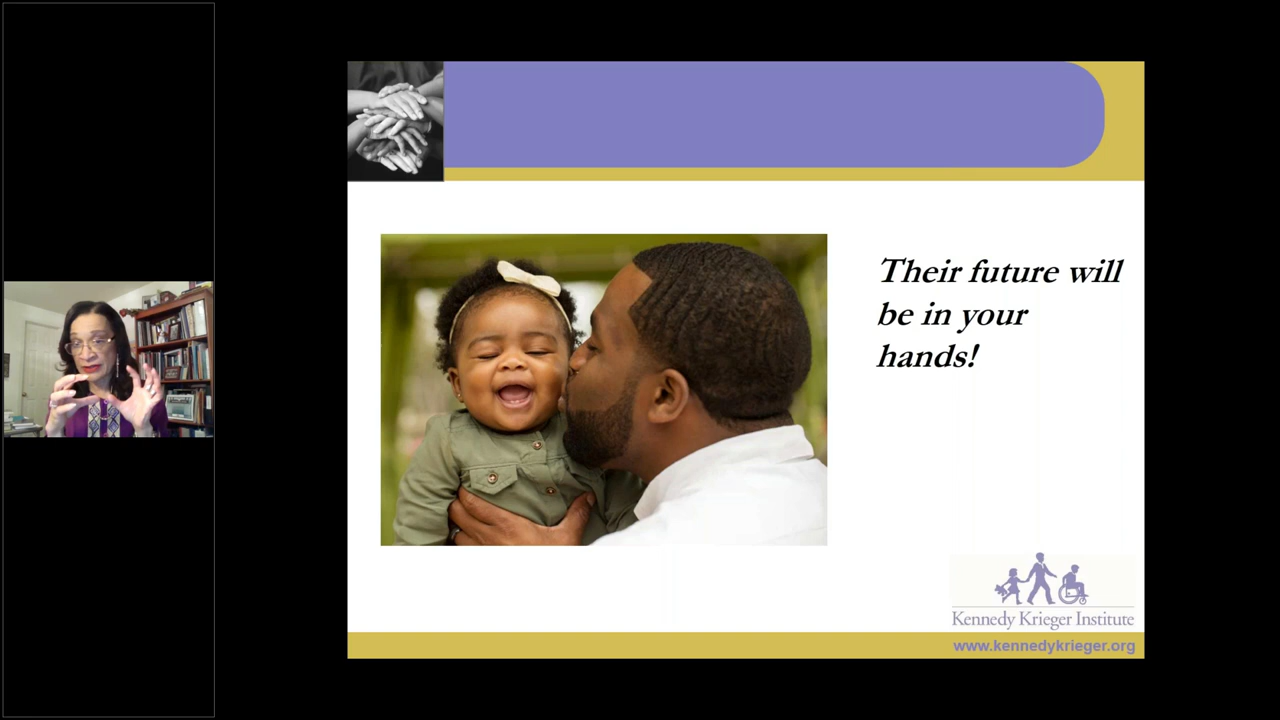 Their future will
be in your
hands!
Kennedy Krieger Institute
www.kennedykrieger.org